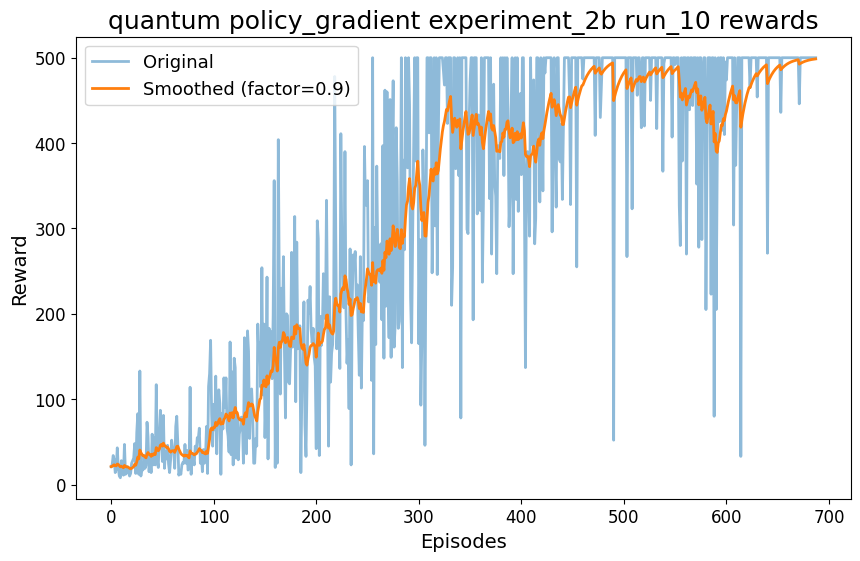 quantum policy_gradient experiment_2b run_10 rewards
Original
Smoothed (factor=0.9)
Reward
500
400
300
200
100
0
0 100 200 300 400 500 600 700
Episodes